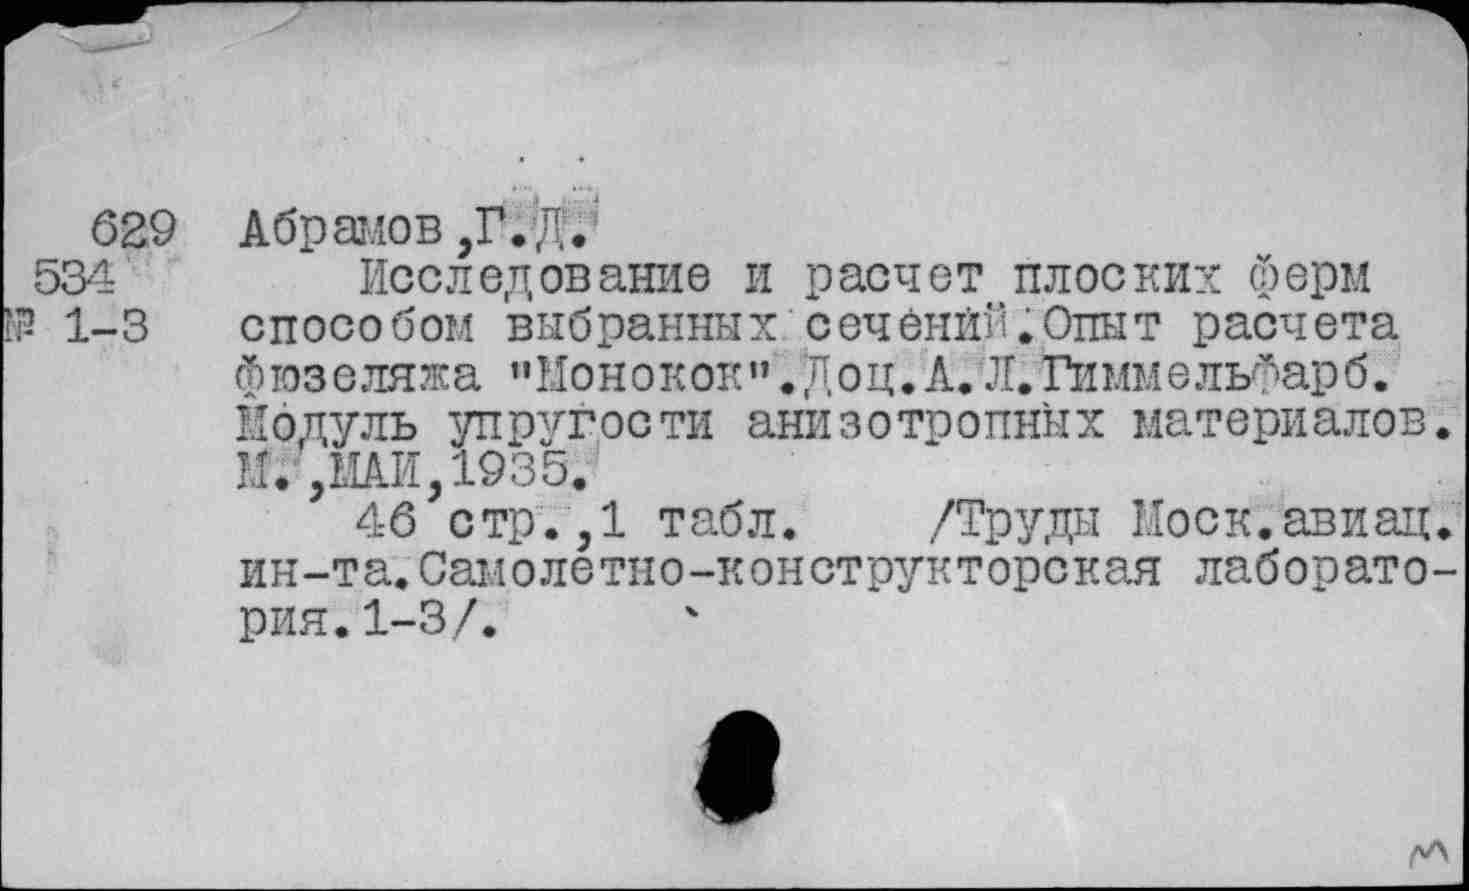 629 Абрамов,Г.Д.
534 Исследование и расчет плоских ферм
№ 1-3 способом выбранных сечений.Опыт расчета
фюзеляжа "Монокок".Доц.А.Л.Гиммельфарб.
Модуль упругости анизотропных материалов.
М.,МАИ,1935.
46 стр.,1 табл. /Труды Моск.авиац.
ин-та.Самолетно-конструкторская лаборато-
рия.1-3/.
м